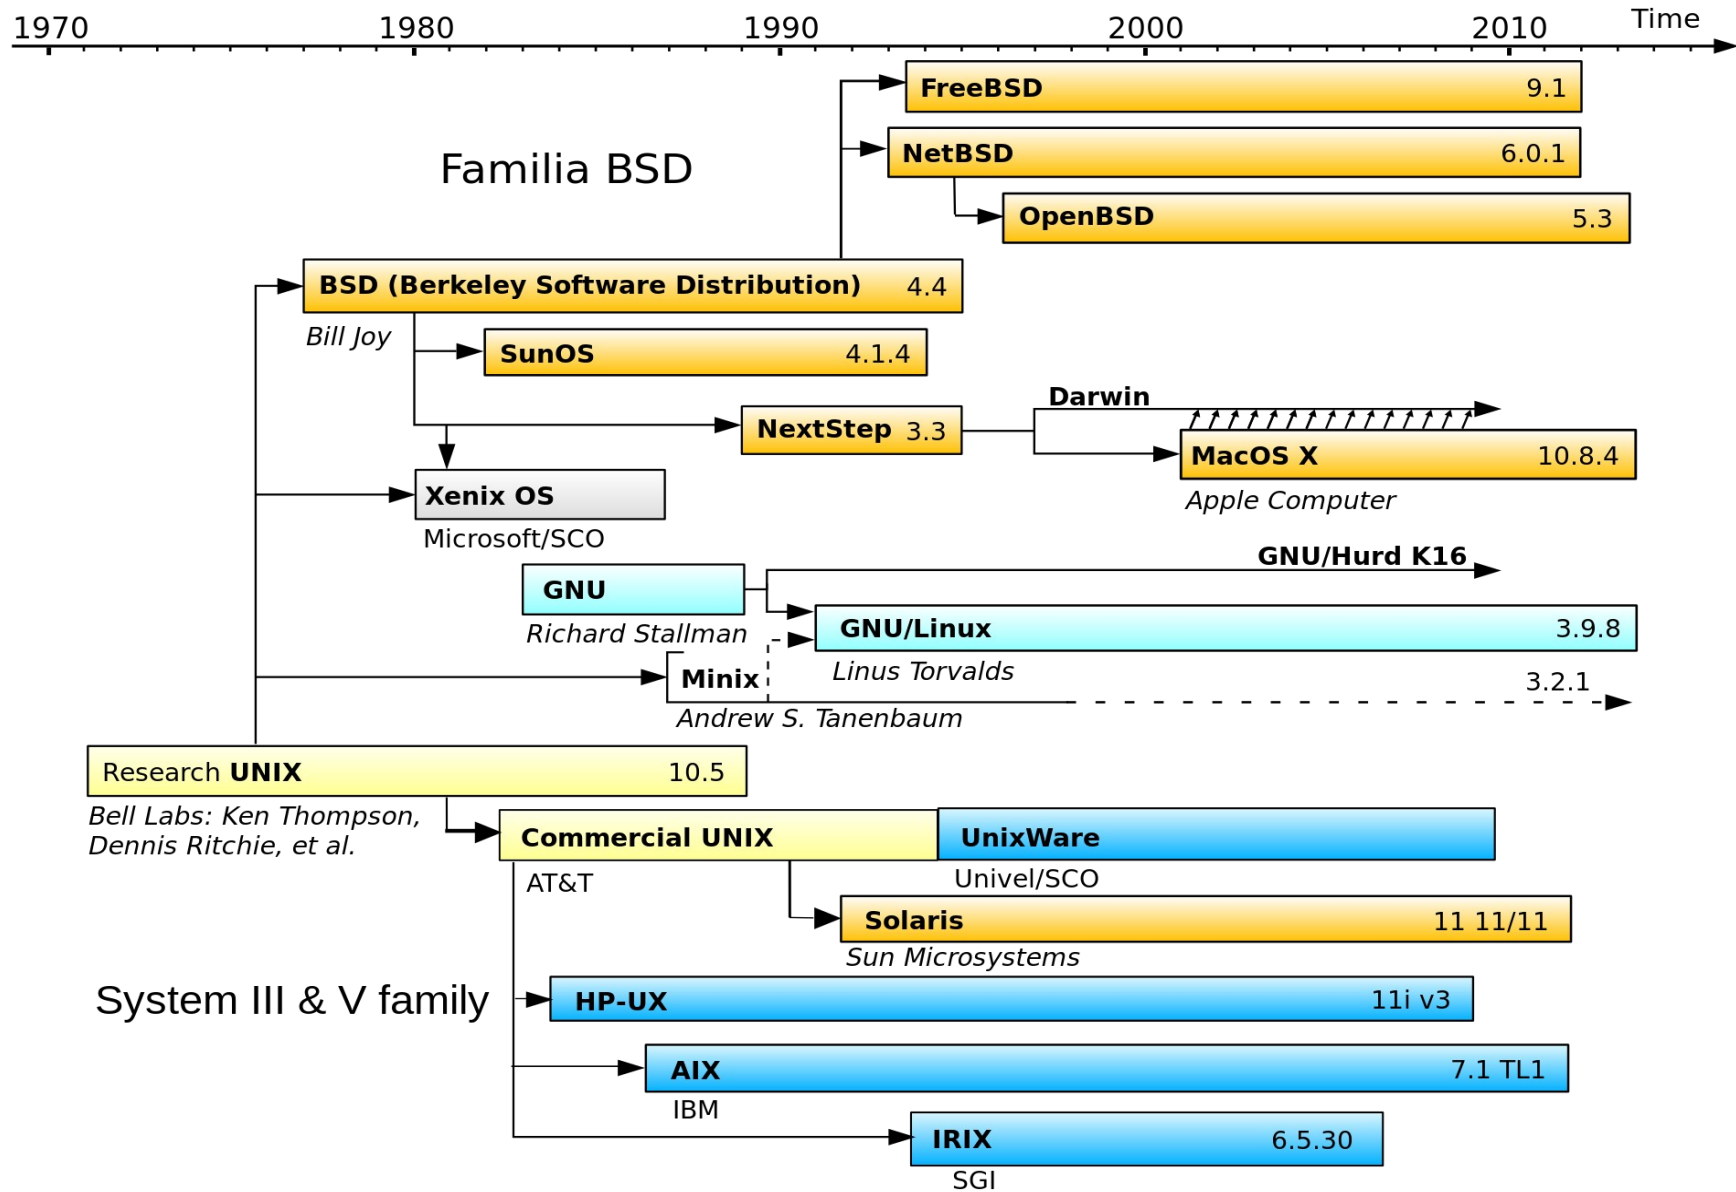 1970 1980 1990 2000 2010 Time
FreeBSD 9.1
NetBSD 6.0.1
Familia BSD
OpenBSD 5.3
BSD (Berkeley Software Distribution) 4.4
Bill Joy
SunOS 4.1.4
Darwin
NextStep 3.3
MacOS X 10.8.4
Apple Computer
Xenix OS
Microsoft/SCO
GNU/Hurd K16
GNU
Richard Stallman
GNU/Linux 3.9.8
Linus Torvalds
Minix 3.2.1
Andrew S. Tanenbaum
Research UNIX 10.5
Bell Labs: Ken Thompson,
Dennis Ritchie, et al.
Commercial UNIX
UnixWare
AT&T
Univel/SCO
Solaris 11 11/11
Sun Microsystems
System III & V family
HP-UX 11i v3
AIX 7.1 TL1
IBM
IRIX 6.5.30
SGI